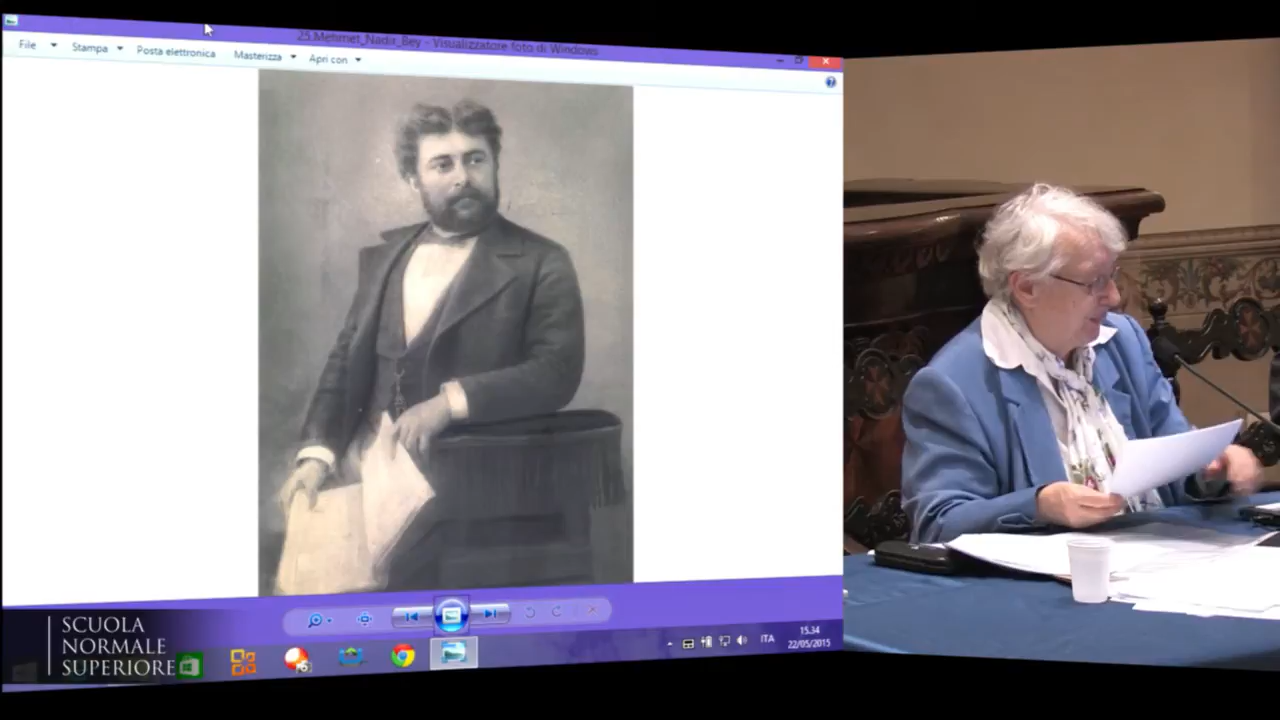 25.Mehmet_Nadir_Bey - Visualizzatore foto di Windows
File Stampa Posta elettronica Masterizza Apri con
SCUOLA
NORMALE
SUPERIORE
ITA
15.34
22/05/2015